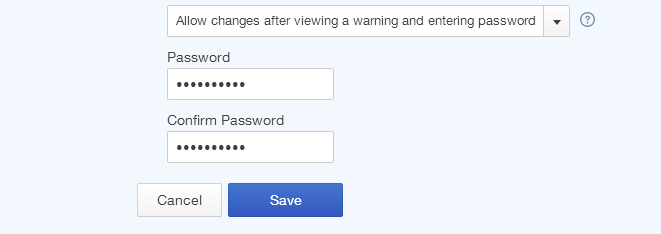 Allow changes after viewing a warning and entering password
Password
••••••••••
Confirm Password
••••••••••
Cancel Save